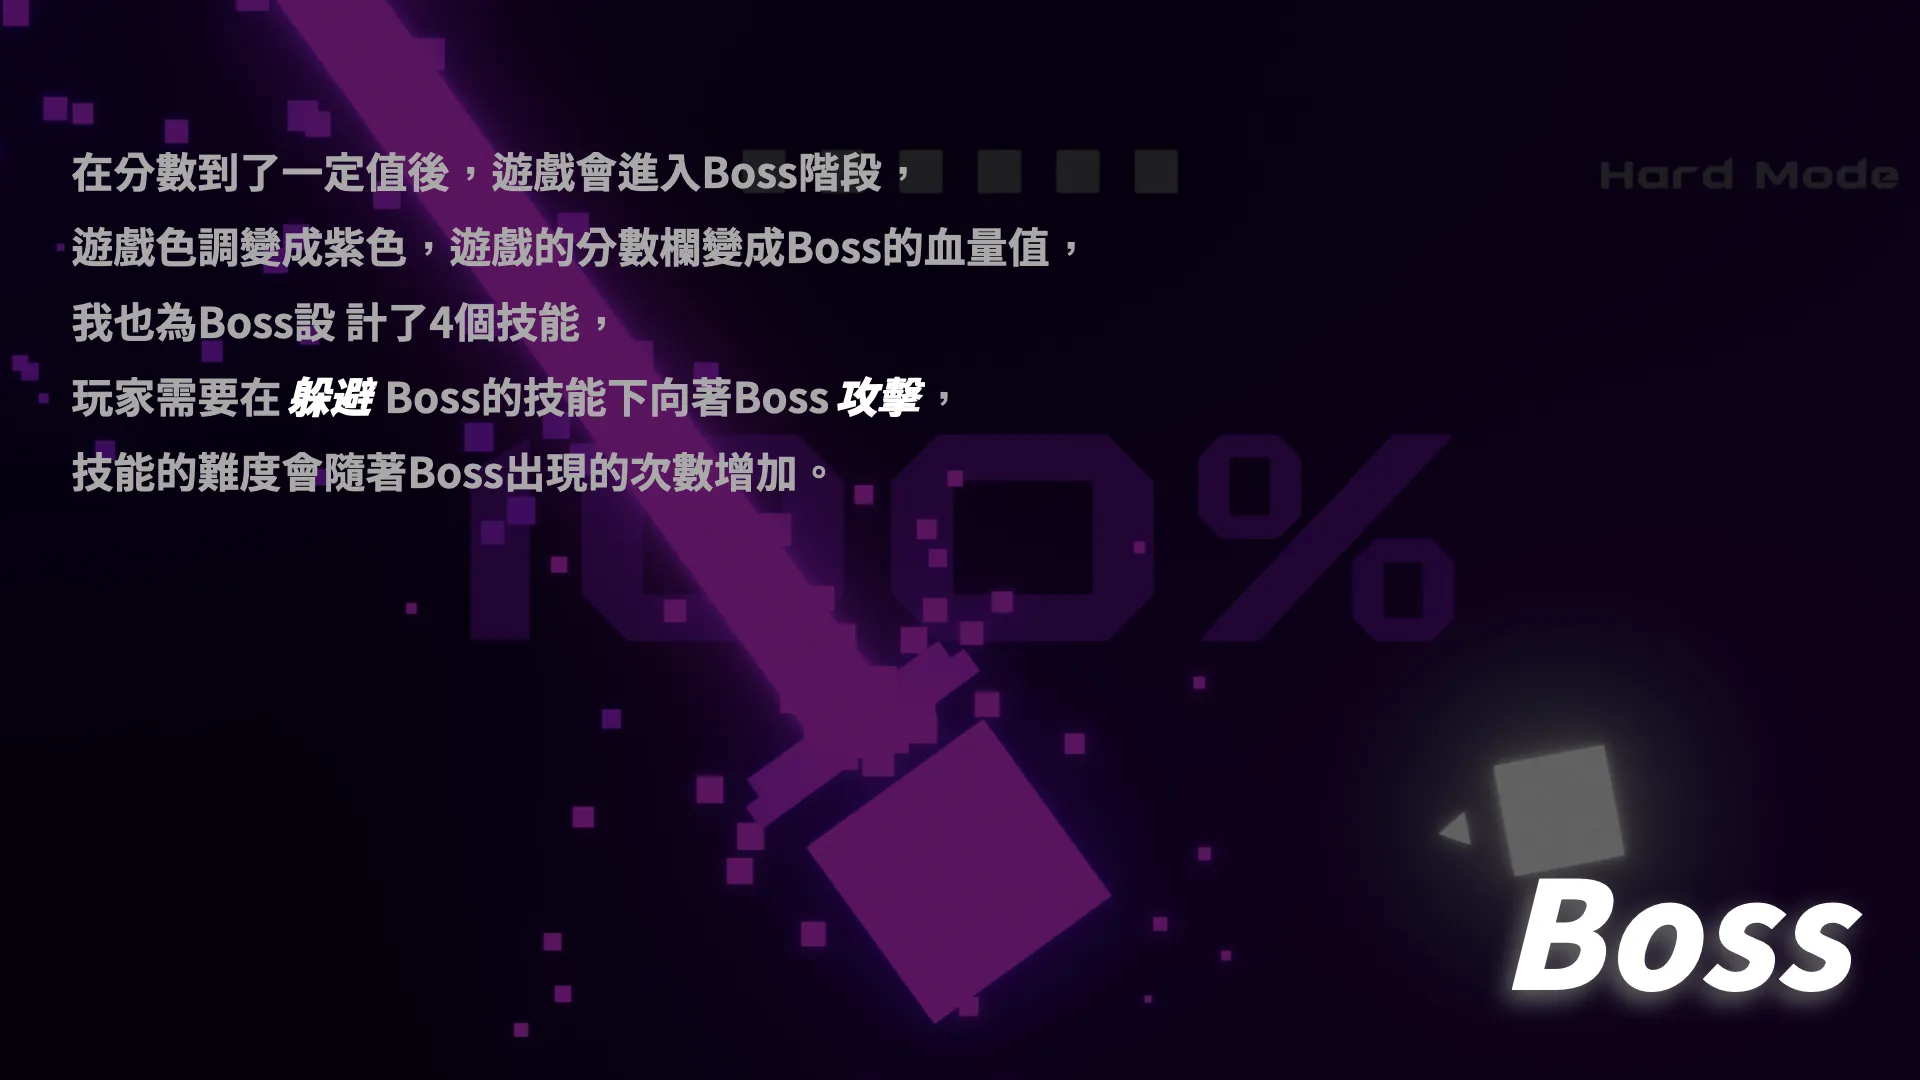 在分數到了一定值後，遊戲會進入Boss階段，
Hard Mode
遊戲色調變成紫色，遊戲的分數欄變成Boss的血量值，
我也為Boss設 計了4個技能，
玩家需要在 躲避 Boss的技能下向著Boss 攻擊，
技能的難度會隨著Boss出現的次數增加。
100%
Boss